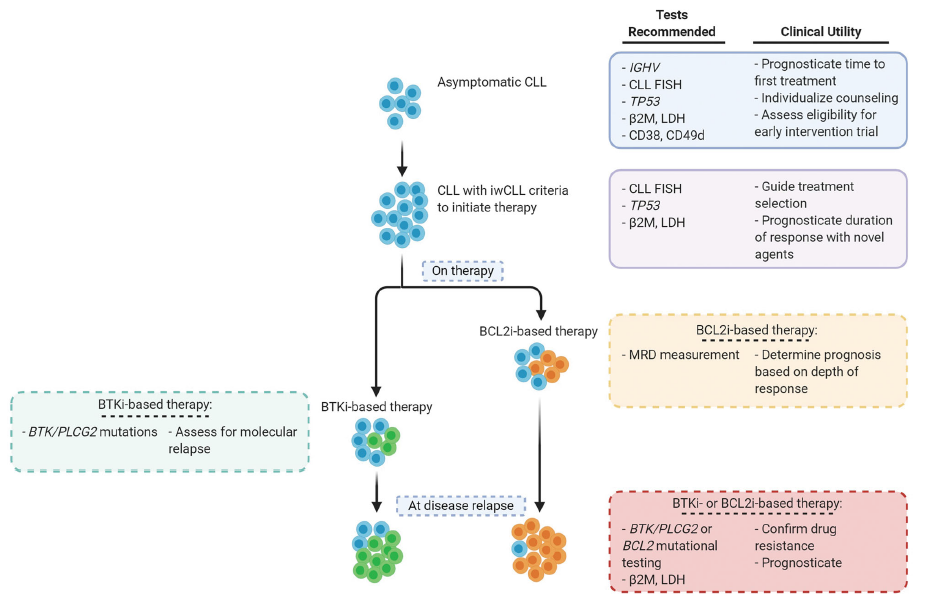 Tests
Recommended
Clinical Utility
Asymptomatic CLL
- IGHV
- CLL FISH
- TP53
- β2M, LDH
- CD38, CD49d
- Prognosticate time to
first treatment
- Individualize counseling
- Assess eligibility for
early intervention trial
CLL with iwCLL criteria
to initiate therapy
- CLL FISH
- TP53
- β2M, LDH
- Guide treatment
selection
- Prognosticate duration
of response with novel
agents
On therapy
BCL2i-based therapy
BCL2i-based therapy:
- MRD measurement
- Determine prognosis
based on depth of
response
BTKi-based therapy:
- BTK/PLCG2 mutations
- Assess for molecular
relapse
BTKi-based therapy
At disease relapse
BTKi- or BCL2i-based therapy:
- BTK/PLCG2 or
BCL2 mutational
testing
- β2M, LDH
- Confirm drug
resistance
- Prognosticate